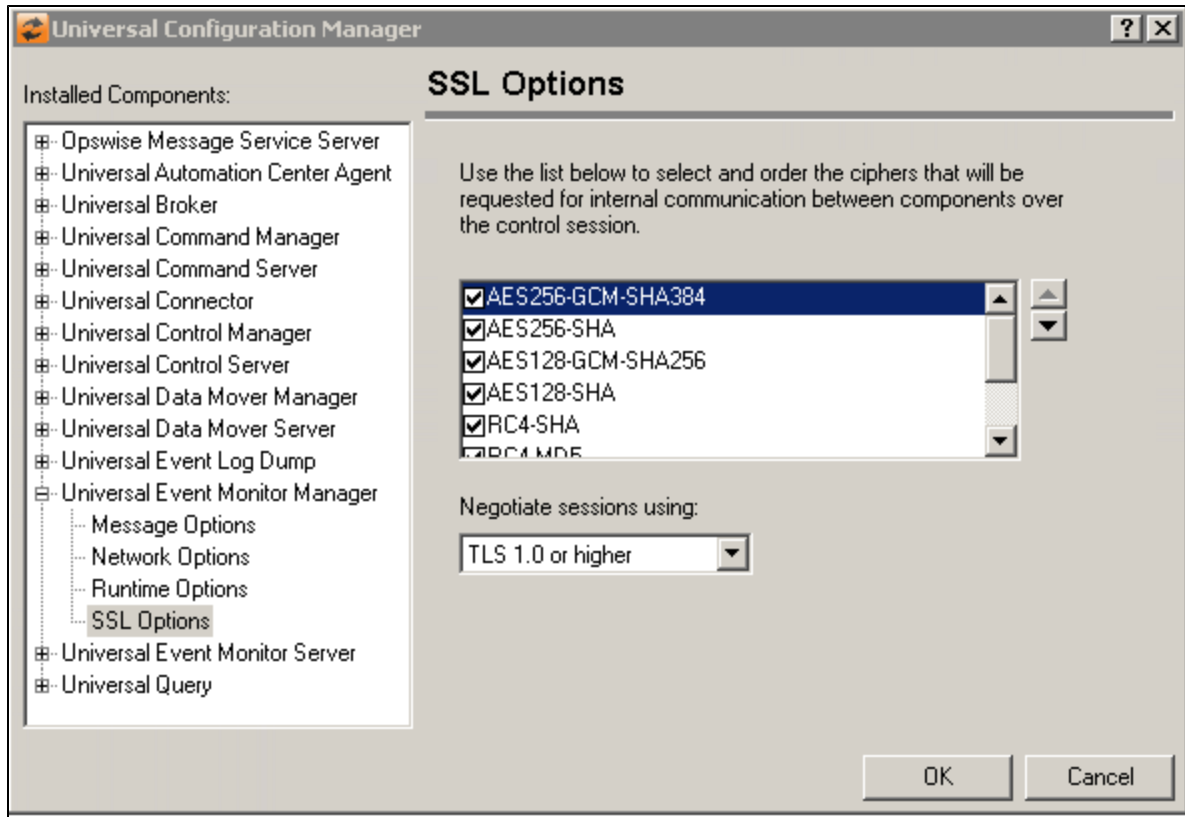 Universal Configuration Manager
Installed Components:
Opswise Message Service Server
Universal Automation Center Agent
Universal Broker
Universal Command Manager
Universal Command Server
Universal Connector
Universal Control Manager
Universal Control Server
Universal Data Mover Manager
Universal Data Mover Server
Universal Event Log Dump
Universal Event Monitor Manager
Message Options
Network Options
Runtime Options
SSL Options
Universal Event Monitor Server
Universal Query
SSL Options
Use the list below to select and order the ciphers that will be
requested for internal communication between components over
the control session.
AES256-GCM-SHA384
AES256-SHA
AES128-GCM-SHA256
AES128-SHA
RC4-SHA
RC4-MD5
Negotiate sessions using:
TLS 1.0 or higher
OK
Cancel